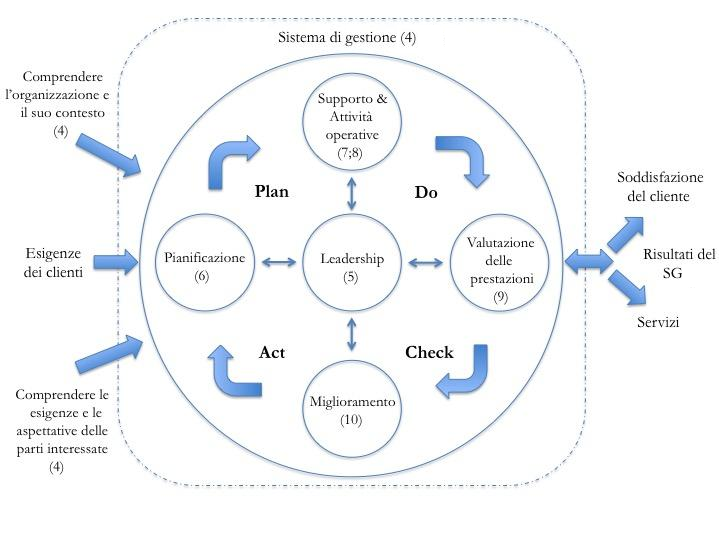 Sistema di gestione (4)
Comprendere
l'organizzazione e
il suo contesto
(4)
Supporto &
Attività
operative
(7;8)
Plan
Do
Soddisfazione
del cliente
Esigenze
dei clienti
Pianificazione
(6)
Leadership
(5)
Valutazione
delle
prestazioni
(9)
Risultati del
SG
Servizi
Act
Check
Comprendere le
esigenze e le
aspettative delle
parti interessate
(4)
Miglioramento
(10)